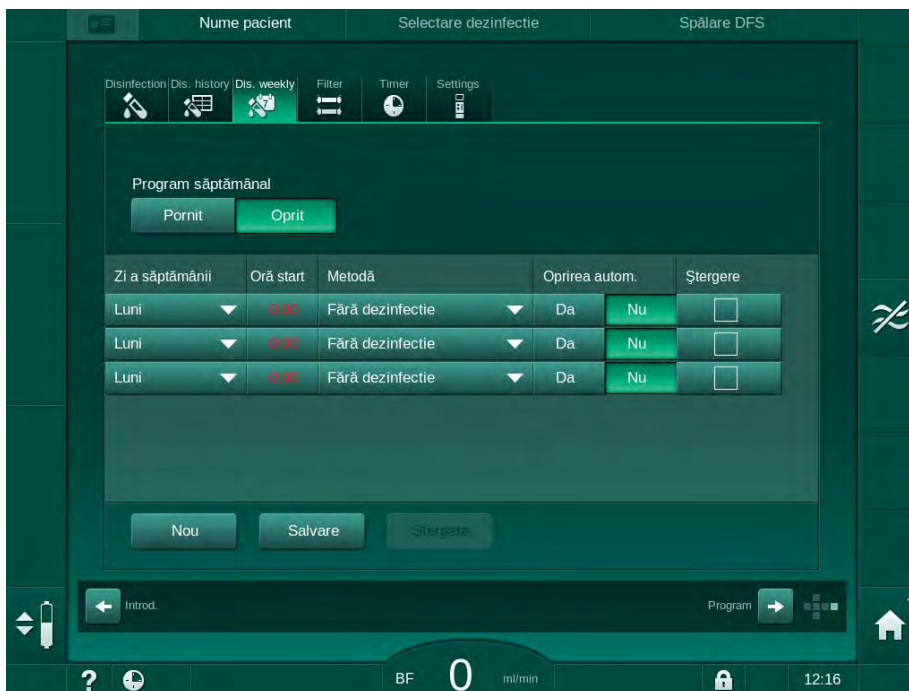 Nume pacient Selectare dezinfectie Spălare DFS
Disinfection Dis. history Dis. weekly Filter Timer Settings
7
Program săptămânal
Pornit Oprit
Zi a săptămânii Oră start Metodă Oprirea autom. Ştergere
Luni 0:00 Fără dezinfectie Da Nu
Luni 0:00 Fără dezinfectie Da Nu
Luni 0:00 Fără dezinfectie Da Nu
Nou Salvare Ştergere
Introd. Program
? BF 0 ml/min 12:16